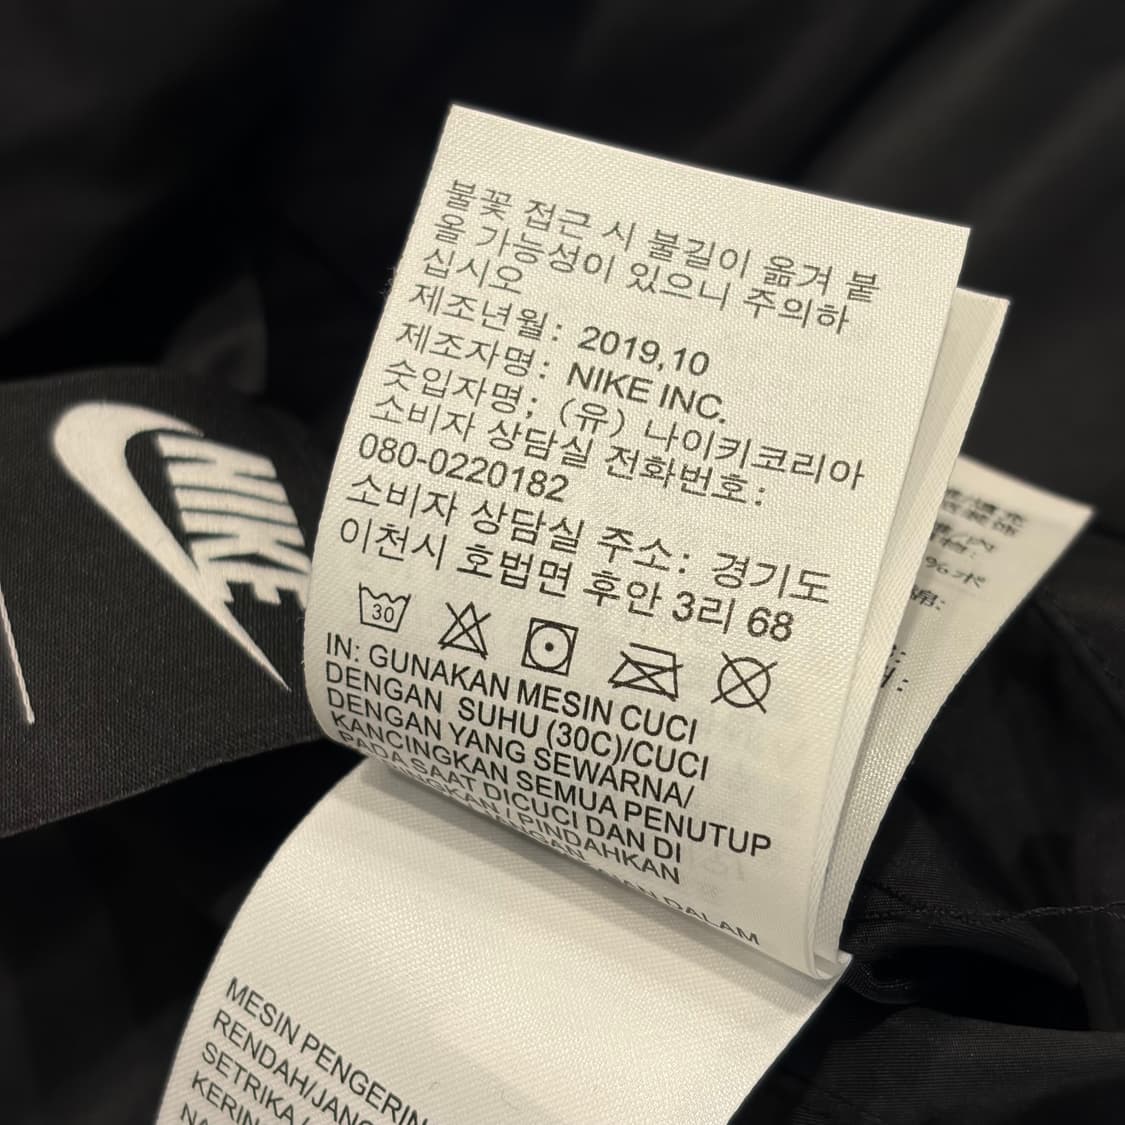 불꽃 접근 시 불길이 옮겨 붙
올 가능성이 있으니 주의하
십시오
제조년월: 2019,10
제조자명: NIKE INC.
숫입자명; (유) 나이키코리아
소비자 상담실 전화번호:
080-0220182
소비자 상담실 주소: 경기도
이천시 호법면 후안 3리 68
30
IN: GUNAKAN MESIN CUCI
DENGAN SUHU (30C)/CUCI
DENGAN YANG SEWARNA/
KANCINGKAN SEMUA PENUTUP
PADA SAAT DICUCI DAN DI
PINDAHKAN
DALAM
NIKE
MESIN PENGERIN
RENDAH/JANG
SETRIKA/
KERIN
NA